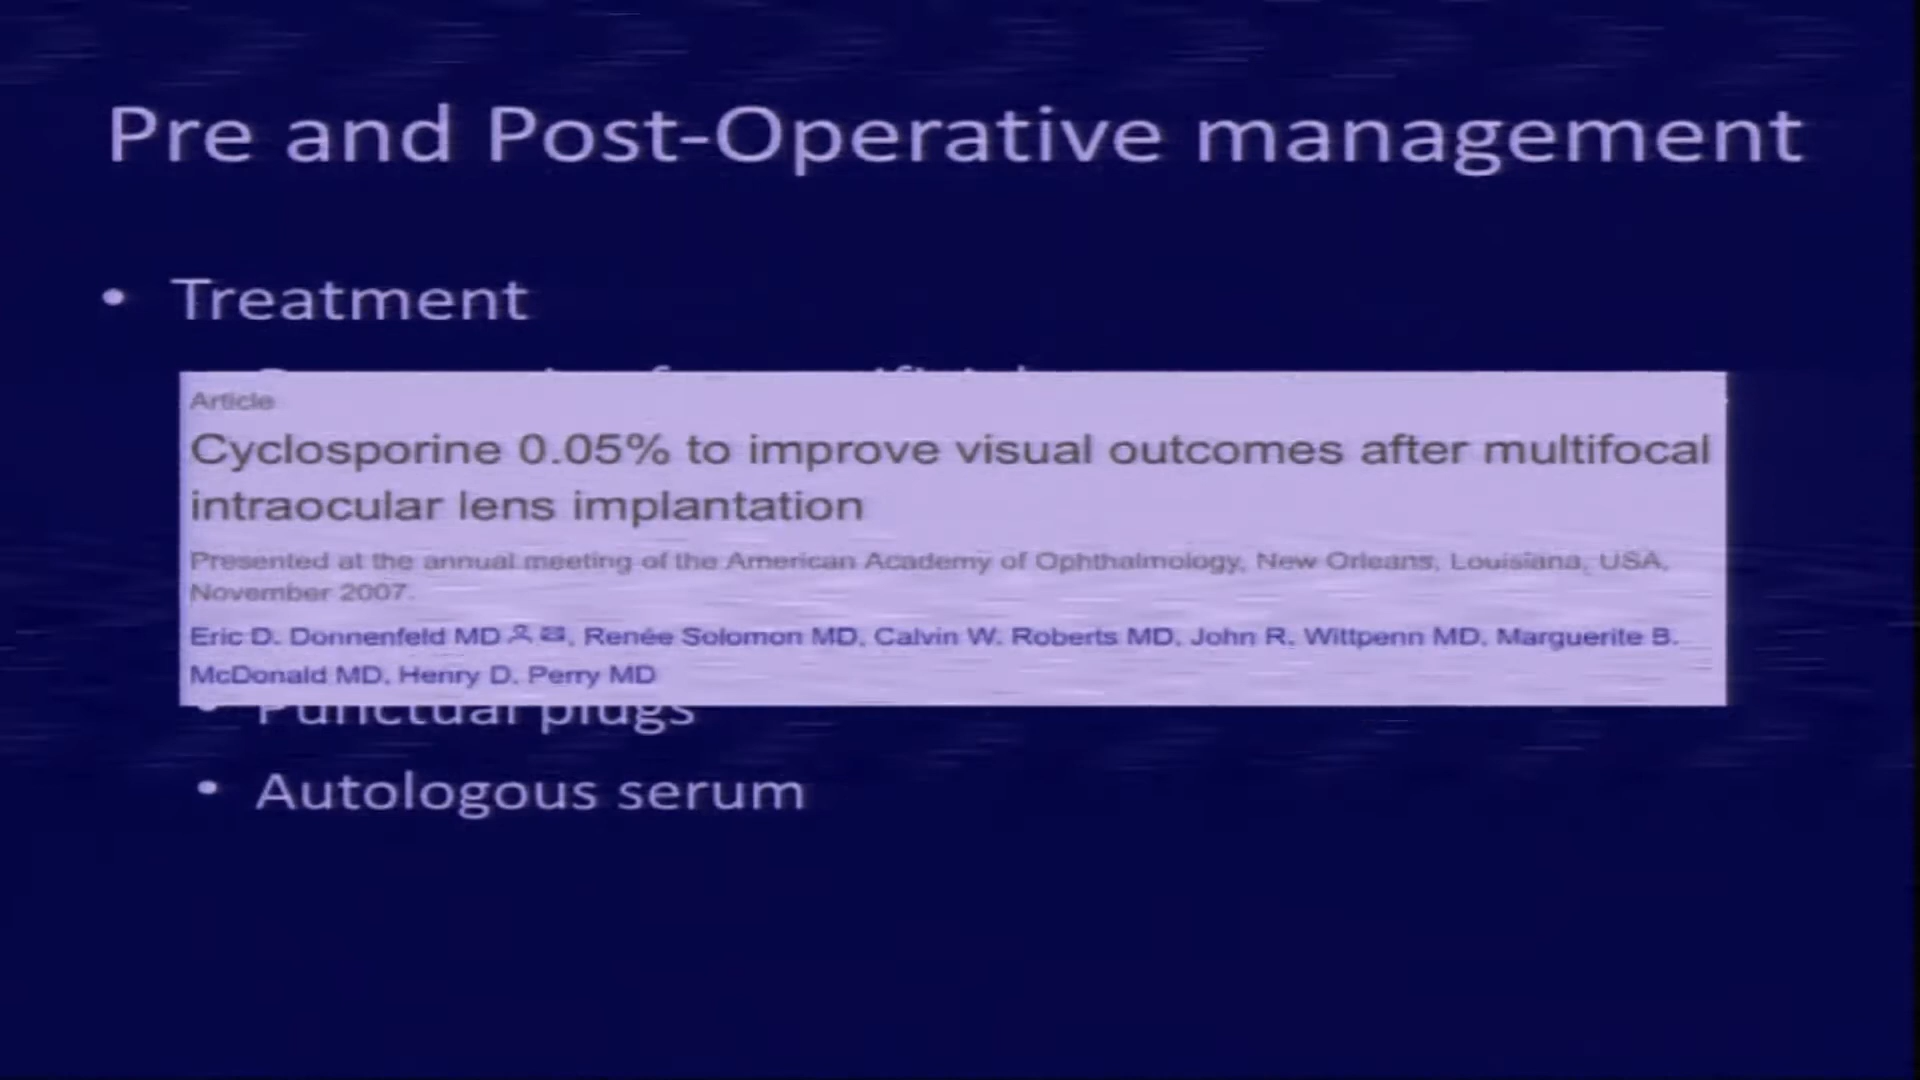 Pre and Post-Operative management
• Treatment
Article
Cyclosporine 0.05% to improve visual outcomes after multifocal
intraocular lens implantation
Presented at the annual meeting of the American Academy of Ophthalmology, New Orleans, Louisiana, USA,
November 2007.
Eric D. Donnenfeld MD, Renée Solomon MD, Calvin W. Roberts MD, John R. Wittpenn MD, Marguerite B.
McDonald MD, Henry D. Perry MD
• Punctual plugs
• Autologous serum